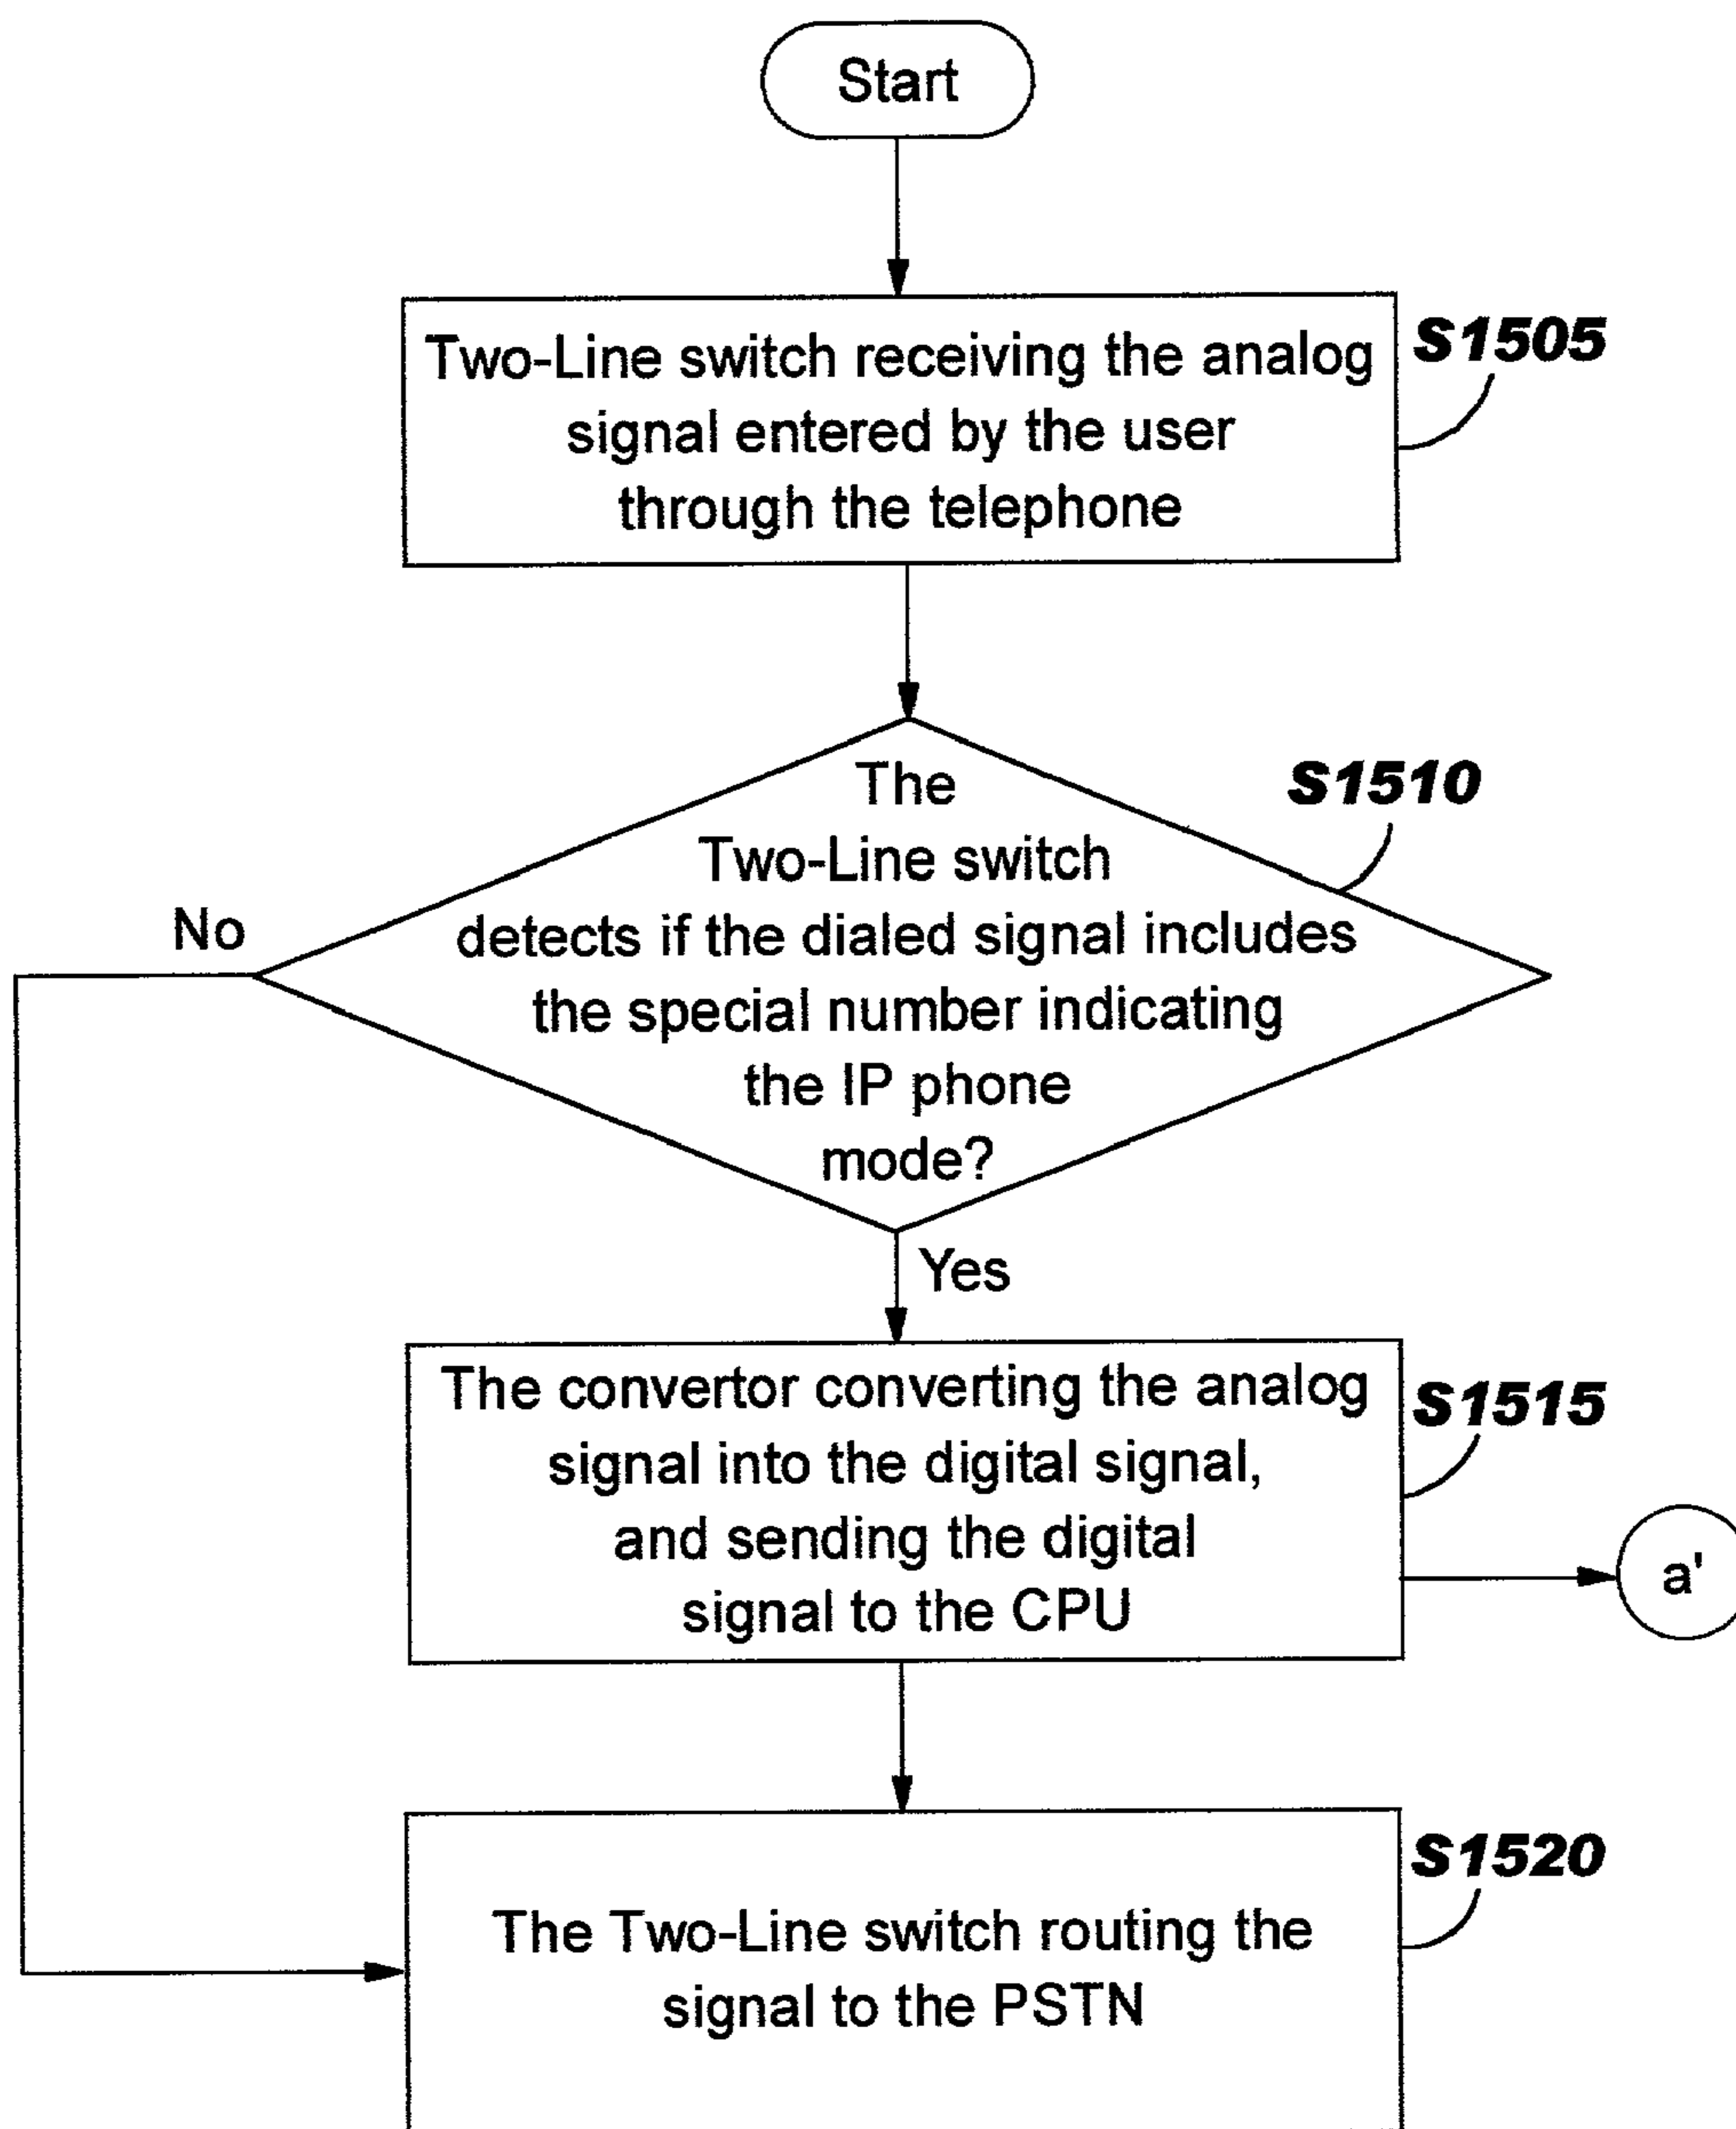 Start
Two-Line switch receiving the analog
signal entered by the user
through the telephone
S1505
The
Two-Line switch
detects if the dialed signal includes
the special number indicating
the IP phone
mode?
S1510
No
Yes
The convertor converting the analog
signal into the digital signal,
and sending the digital
signal to the CPU
S1515
a'
The Two-Line switch routing the
signal to the PSTN
S1520